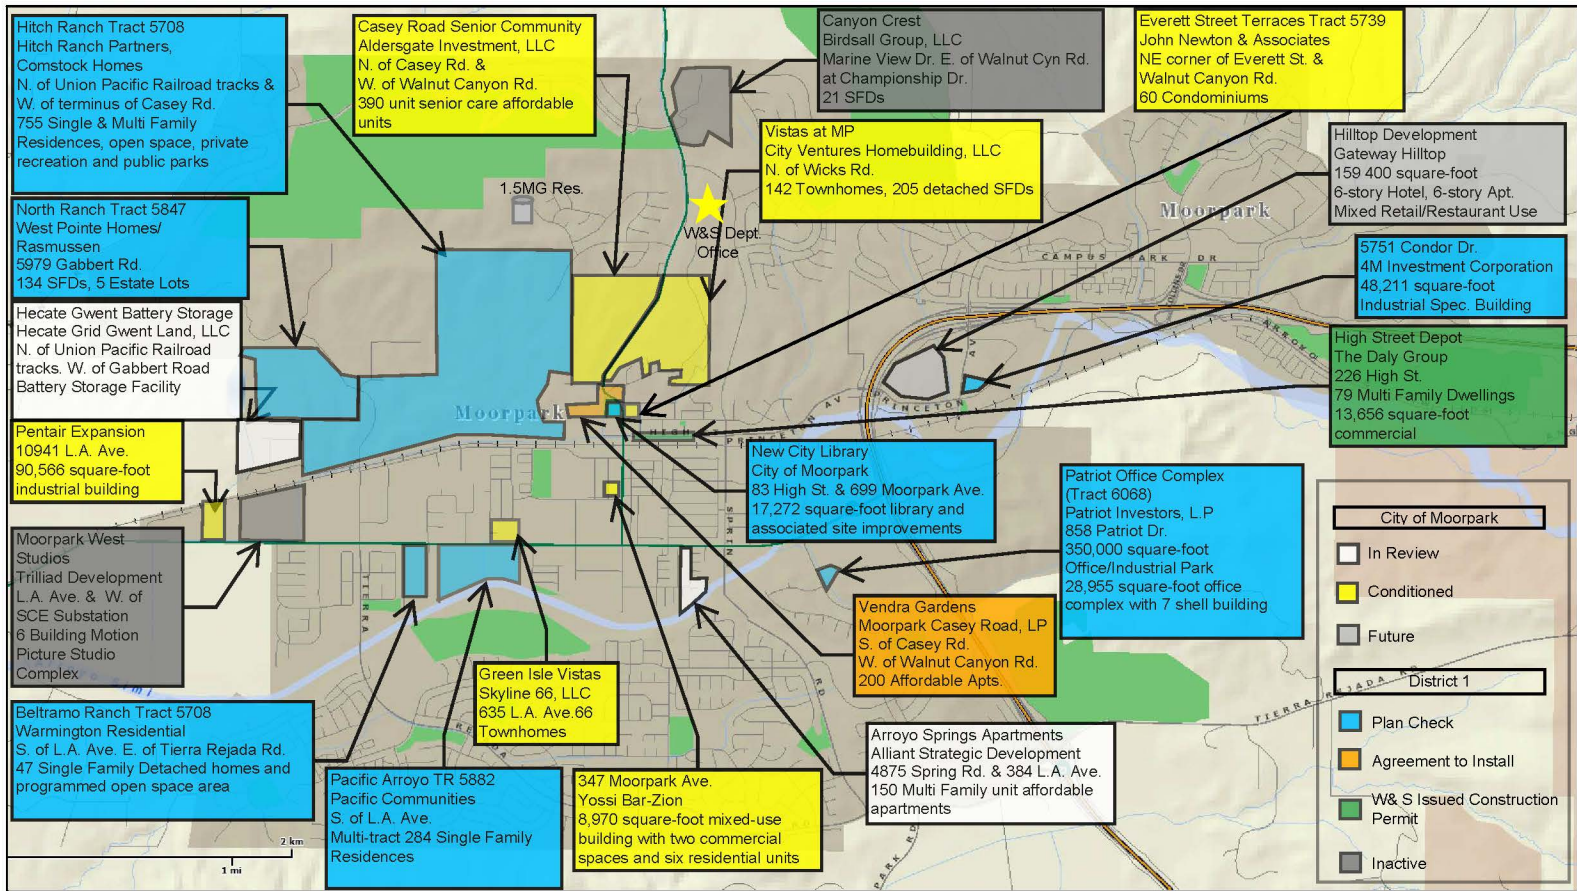 Hitch Ranch Tract 5708
Hitch Ranch Partners,
Comstock Homes
N. of Union Pacific Railroad tracks &
W. of terminus of Casey Rd.
755 Single & Multi Family
Residences, open space, private
recreation and public parks
Casey Road Senior Community
Aldersgate Investment, LLC
N. of Casey Rd. &
W. of Walnut Canyon Rd.
390 unit senior care affordable
units
Canyon Crest
Birdsall Group, LLC
Marine View Dr. E. of Walnut Cyn Rd.
at Championship Dr.
21 SFDs
Everett Street Terraces Tract 5739
John Newton & Associates
NE corner of Everett St. &
Walnut Canyon Rd.
60 Condominiums
Vistas at MP
City Ventures Homebuilding, LLC
N. of Wicks Rd.
142 Townhomes, 205 detached SFDs
Hilltop Development
Gateway Hilltop
159 400 square-foot
6-story Hotel, 6-story Apt.
Mixed Retail/Restaurant Use
1.5MG Res.
W&S Dept.
Office
Moorpark
CAMPUS PARK DR
North Ranch Tract 5847
West Pointe Homes/
Rasmussen
5979 Gabbert Rd.
134 SFDs, 5 Estate Lots
5751 Condor Dr.
4M Investment Corporation
48,211 square-foot
Industrial Spec. Building
Hecate Gwent Battery Storage
Hecate Grid Gwent Land, LLC
N. of Union Pacific Railroad
tracks. W. of Gabbert Road
Battery Storage Facility
High Street Depot
The Daly Group
226 High St.
79 Multi Family Dwellings
13,656 square-foot
commercial
ARROYO
Moorpark
PRINCETON
PRINCETON AV
HIGH
Pentair Expansion
10941 L.A. Ave.
90,566 square-foot
industrial building
New City Library
City of Moorpark
83 High St. & 699 Moorpark Ave.
17,272 square-foot library and
associated site improvements
Patriot Office Complex
(Tract 6068)
Patriot Investors, L.P
858 Patriot Dr.
350,000 square-foot
Office/Industrial Park
28,955 square-foot office
complex with 7 shell building
Moorpark West
Studios
Trilliad Development
L.A. Ave. & W. of
SCE Substation
6 Building Motion
Picture Studio
Complex
SPRIN
RD
TIERRA
REJADA
Simi
Vendra Gardens
Moorpark Casey Road, LP
S. of Casey Rd.
W. of Walnut Canyon Rd.
200 Affordable Apts.
Green Isle Vistas
Skyline 66, LLC
635 L.A. Ave.66
Townhomes
Beltramo Ranch Tract 5708
Warmington Residential
S. of L.A. Ave. E. of Tierra Rejada Rd.
47 Single Family Detached homes and
programmed open space area
Pacific Arroyo TR 5882
Pacific Communities
S. of L.A. Ave.
Multi-tract 284 Single Family
Residences
347 Moorpark Ave.
Yossi Bar-Zion
8,970 square-foot mixed-use
building with two commercial
spaces and six residential units
Arroyo Springs Apartments
Alliant Strategic Development
4875 Spring Rd. & 384 L.A. Ave.
150 Multi Family unit affordable
apartments
TIERRA REJADA RD
PARK RD
City of Moorpark
In Review
Conditioned
Future
District 1
Plan Check
Agreement to Install
W& S Issued Construction
Permit
Inactive
2 km
1 mi